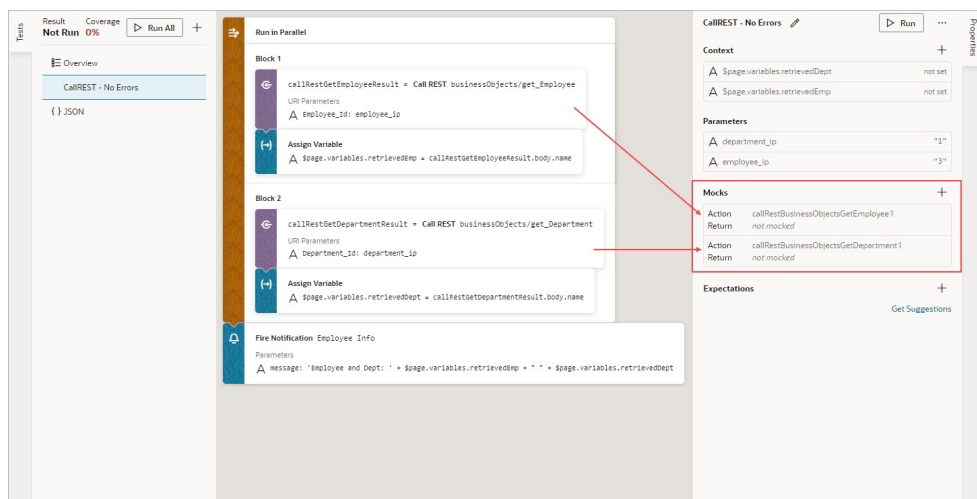 Tests
Result Coverage
Not Run 0%
Run All
Overview
CallREST - No Errors
{ } JSON
Run in Parallel
Block 1
callRestGetEmployeeResult = Call REST businessObjects/get_Employee
URI Parameters
A Employee_Id: employee_ip
Assign Variable
A $page.variables.retrievedEmp = callRestGetEmployeeResult.body.name
Block 2
callRestGetDepartmentResult = Call REST businessObjects/get_Department
URI Parameters
A Department_Id: department_ip
Assign Variable
A $page.variables.retrievedDept = callRestGetDepartmentResult.body.name
Fire Notification Employee Info
Parameters
A message: 'Employee and Dept: ' + $page.variables.retrievedEmp + " " + $page.variables.retrievedDept
CallREST - No Errors
Run
...
Context
A $page.variables.retrievedDept not set
A $page.variables.retrievedEmp not set
Parameters
A department_ip "1"
A employee_ip "3"
Mocks
Action callRestBusinessObjectsGetEmployee1
Return not mocked
Action callRestBusinessObjectsGetDepartment1
Return not mocked
Expectations
Get Suggestions
Properties